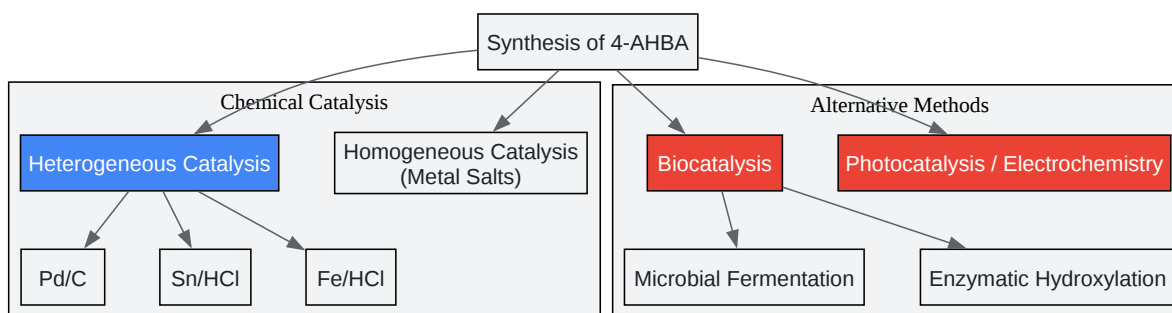 Synthesis of 4-AHBA
Chemical Catalysis
Alternative Methods
Heterogeneous Catalysis
Homogeneous Catalysis
(Metal Salts)
Biocatalysis
Photocatalysis / Electrochemistry
Pd/C
Sn/HCl
Fe/HCl
Microbial Fermentation
Enzymatic Hydroxylation